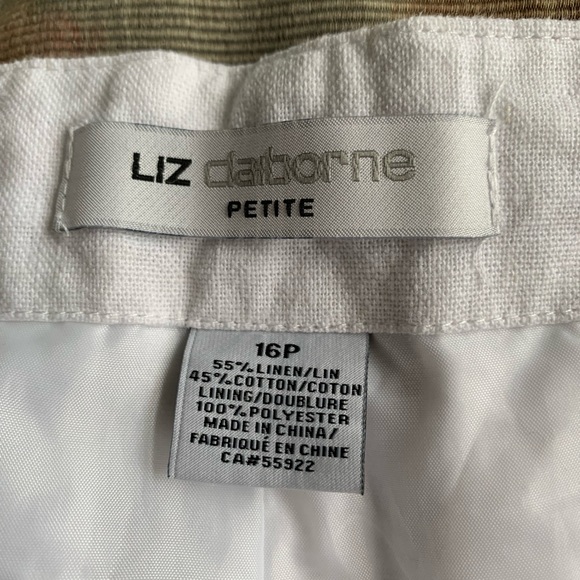 LIZ claiborne
PETITE
16P
55% LINEN/LIN
45% COTTON/COTON
LINING/DOUBLURE
100% POLYESTER
MADE IN CHINA/
FABRIQUÉ EN CHINE
CA#55922